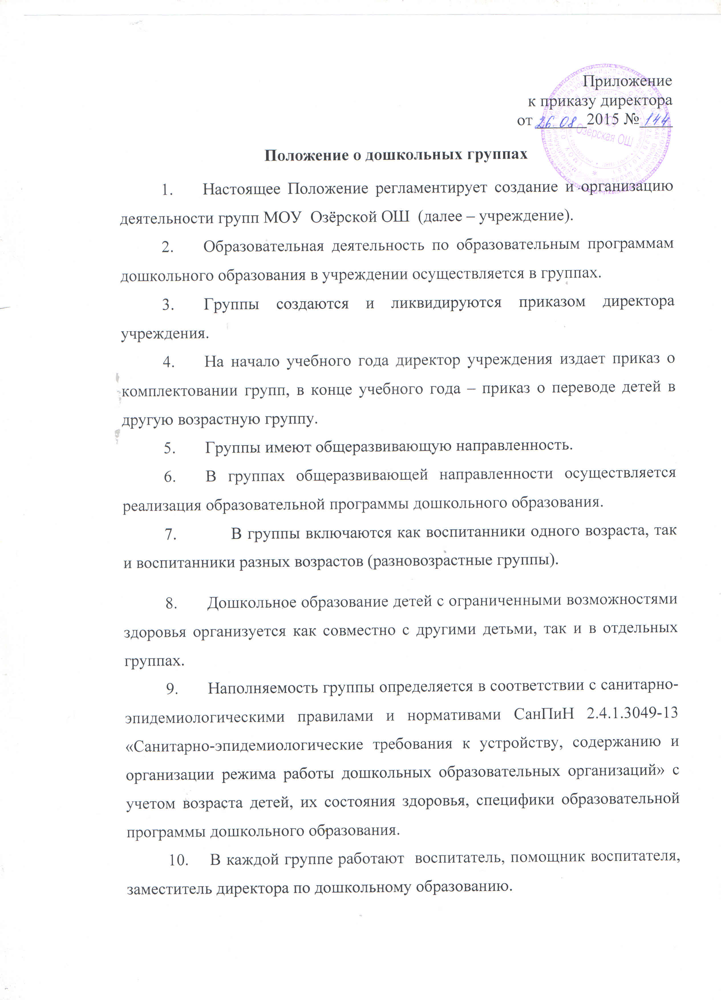 Приложение
к приказу директора
от 26.08 2015 № 144
МОУ
Озёрская ОШ
Положение о дошкольных группах
1. Настоящее Положение регламентирует создание и организацию
деятельности групп МОУ Озёрской ОШ (далее – учреждение).
2. Образовательная деятельность по образовательным программам
дошкольного образования в учреждении осуществляется в группах.
3. Группы создаются и ликвидируются приказом директора
учреждения.
4. На начало учебного года директор учреждения издает приказ о
комплектовании групп, в конце учебного года – приказ о переводе детей в
другую возрастную группу.
5. Группы имеют общеразвивающую направленность.
6. В группах общеразвивающей направленности осуществляется
реализация образовательной программы дошкольного образования.
7. В группы включаются как воспитанники одного возраста, так
и воспитанники разных возрастов (разновозрастные группы).
8. Дошкольное образование детей с ограниченными возможностями
здоровья организуется как совместно с другими детьми, так и в отдельных
группах.
9. Наполняемость группы определяется в соответствии с санитарно-
эпидемиологическими правилами и нормативами СанПиН 2.4.1.3049-13
«Санитарно-эпидемиологические требования к устройству, содержанию и
организации режима работы дошкольных образовательных организаций» с
учетом возраста детей, их состояния здоровья, специфики образовательной
программы дошкольного образования.
10. В каждой группе работают воспитатель, помощник воспитателя,
заместитель директора по дошкольному образованию.